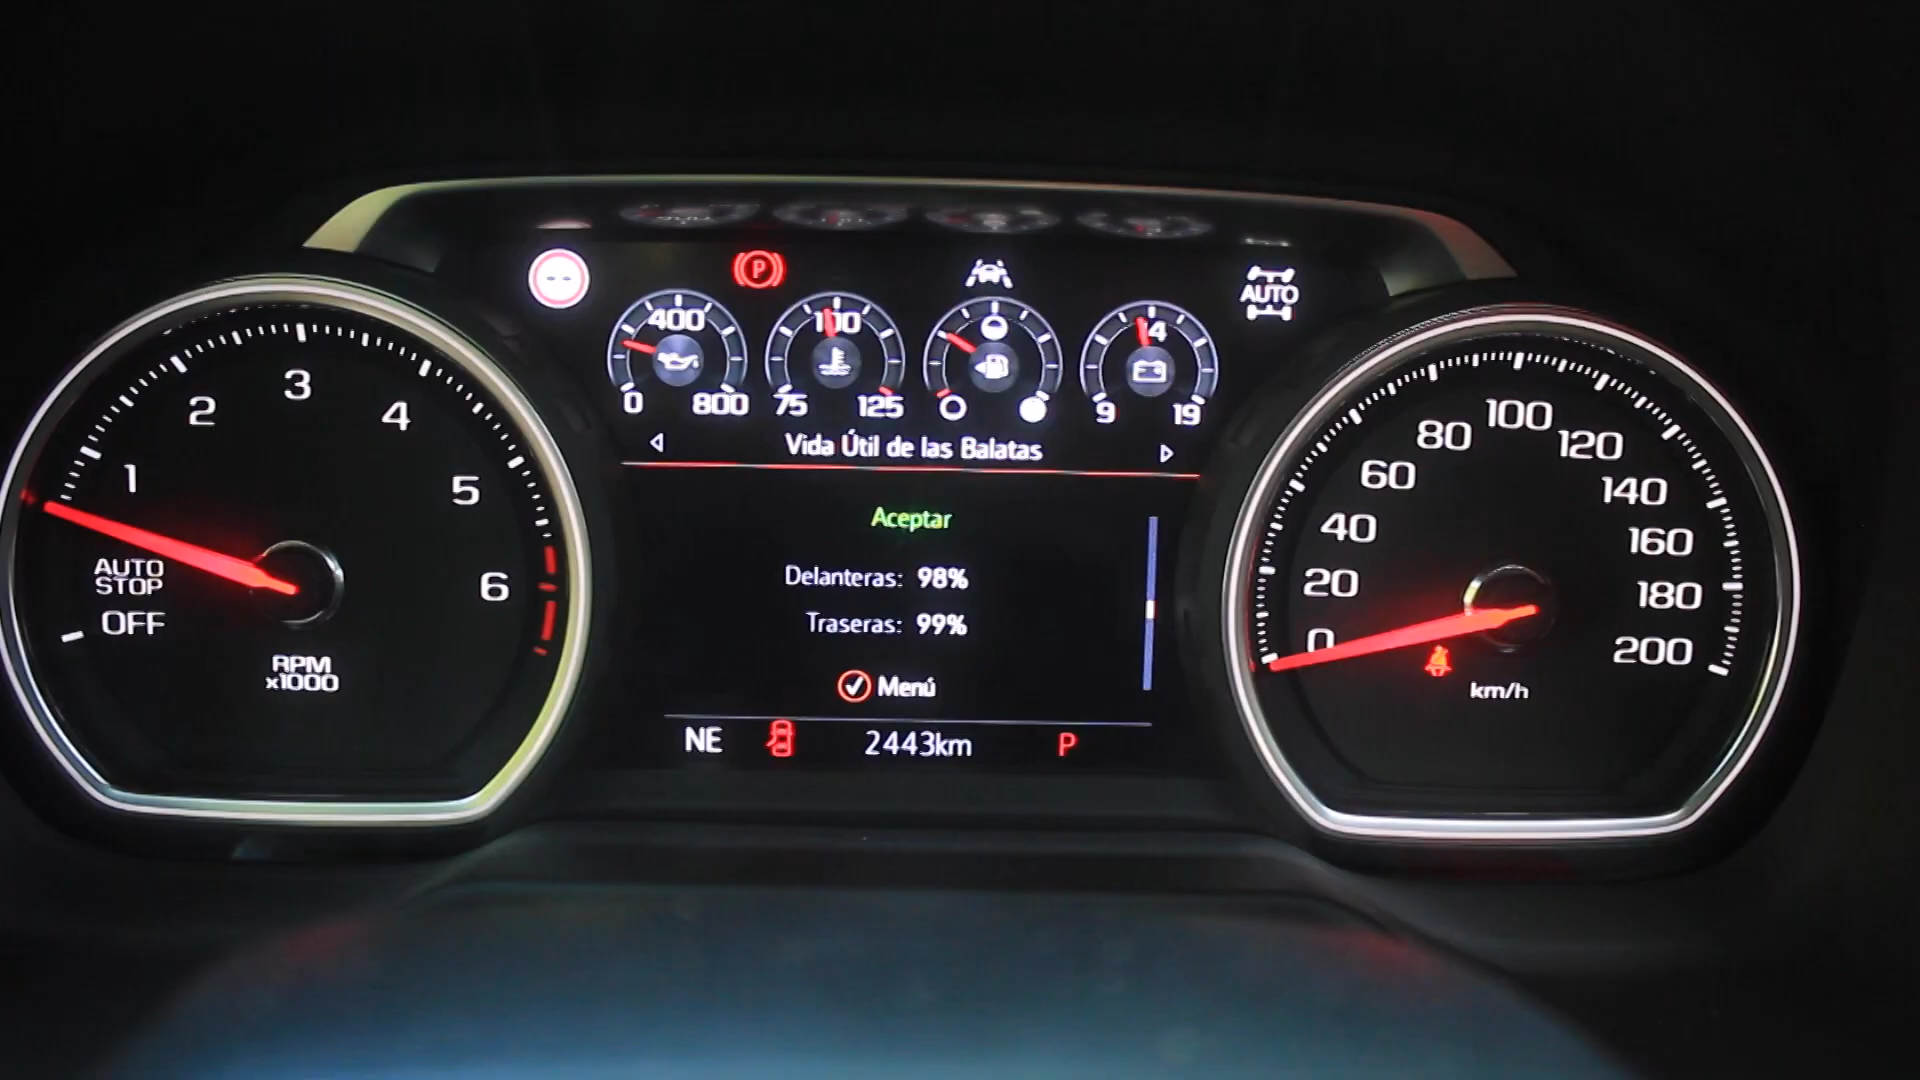 P
AUTO
400
0 800
100
75 125
14
9 19
Vida Útil de las Balatas
Aceptar
Delanteras: 98%
Traseras: 99%
Menú
NE 2443km P
1
2
3
4
5
6
AUTO
STOP
OFF
RPM
x1000
0
20
40
60
80
100
120
140
160
180
200
km/h